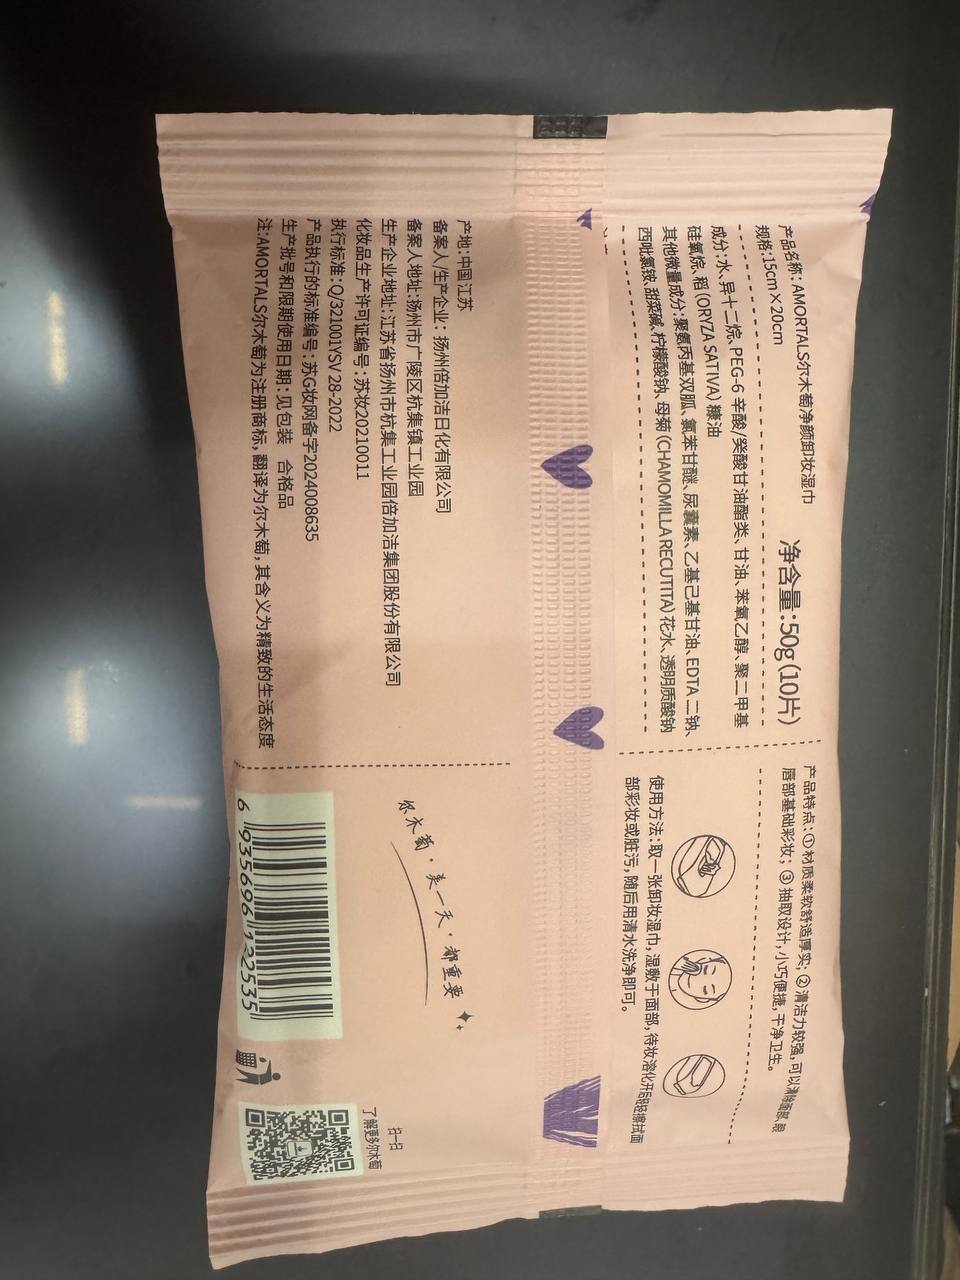 产品名称：AMORTALS尔木萄净颜卸妆湿巾
规格：15cm×20cm
净含量：50g（10片）
成分：水、异十二烷、PEG-6 辛酸/癸酸甘油酯类、甘油、苯氧乙醇、聚二甲基
硅氧烷、稻（ORYZA SATIVA）糠油
其他微量成分：聚氨丙基双胍、氯苯甘醚、尿囊素、乙基己基甘油、EDTA 二钠、
西吡氯铵、甜菜碱、柠檬酸钠、母菊（CHAMOMILLA RECUTITA）花水、透明质酸钠
产品特点：① 材质柔软舒适厚实；② 清洁力较强，可以清除面部、眼
唇部基础彩妆；③ 抽取设计，小巧便捷，干净卫生。
使用方法：取一张卸妆湿巾，湿敷于面部，待妆溶化开后轻轻擦拭面
部彩妆或脏污，随后用清水洗净即可。
产地：中国江苏
备案人/生产企业：扬州倍加洁日化有限公司
备案人地址：扬州市广陵区杭集镇工业园
生产企业地址：江苏省扬州市杭集工业园倍加洁集团股份有限公司
化妆品生产许可证编号：苏妆20210011
执行标准：Q/321001YSV 28-2022
产品执行的标准编号：苏G妆网备字2024008635
生产批号和限期使用日期：见包装 合格品
注：AMORTALS尔木萄为注册商标，翻译为尔木萄，其含义为精致的生活态度
尔木萄·美一天·都重要
6 935696 122535
扫一扫
了解更多尔木萄